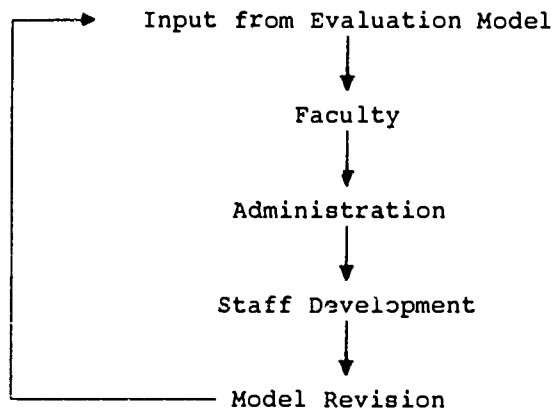 Input from Evaluation Model
Faculty
Administration
Staff Development
Model Revision